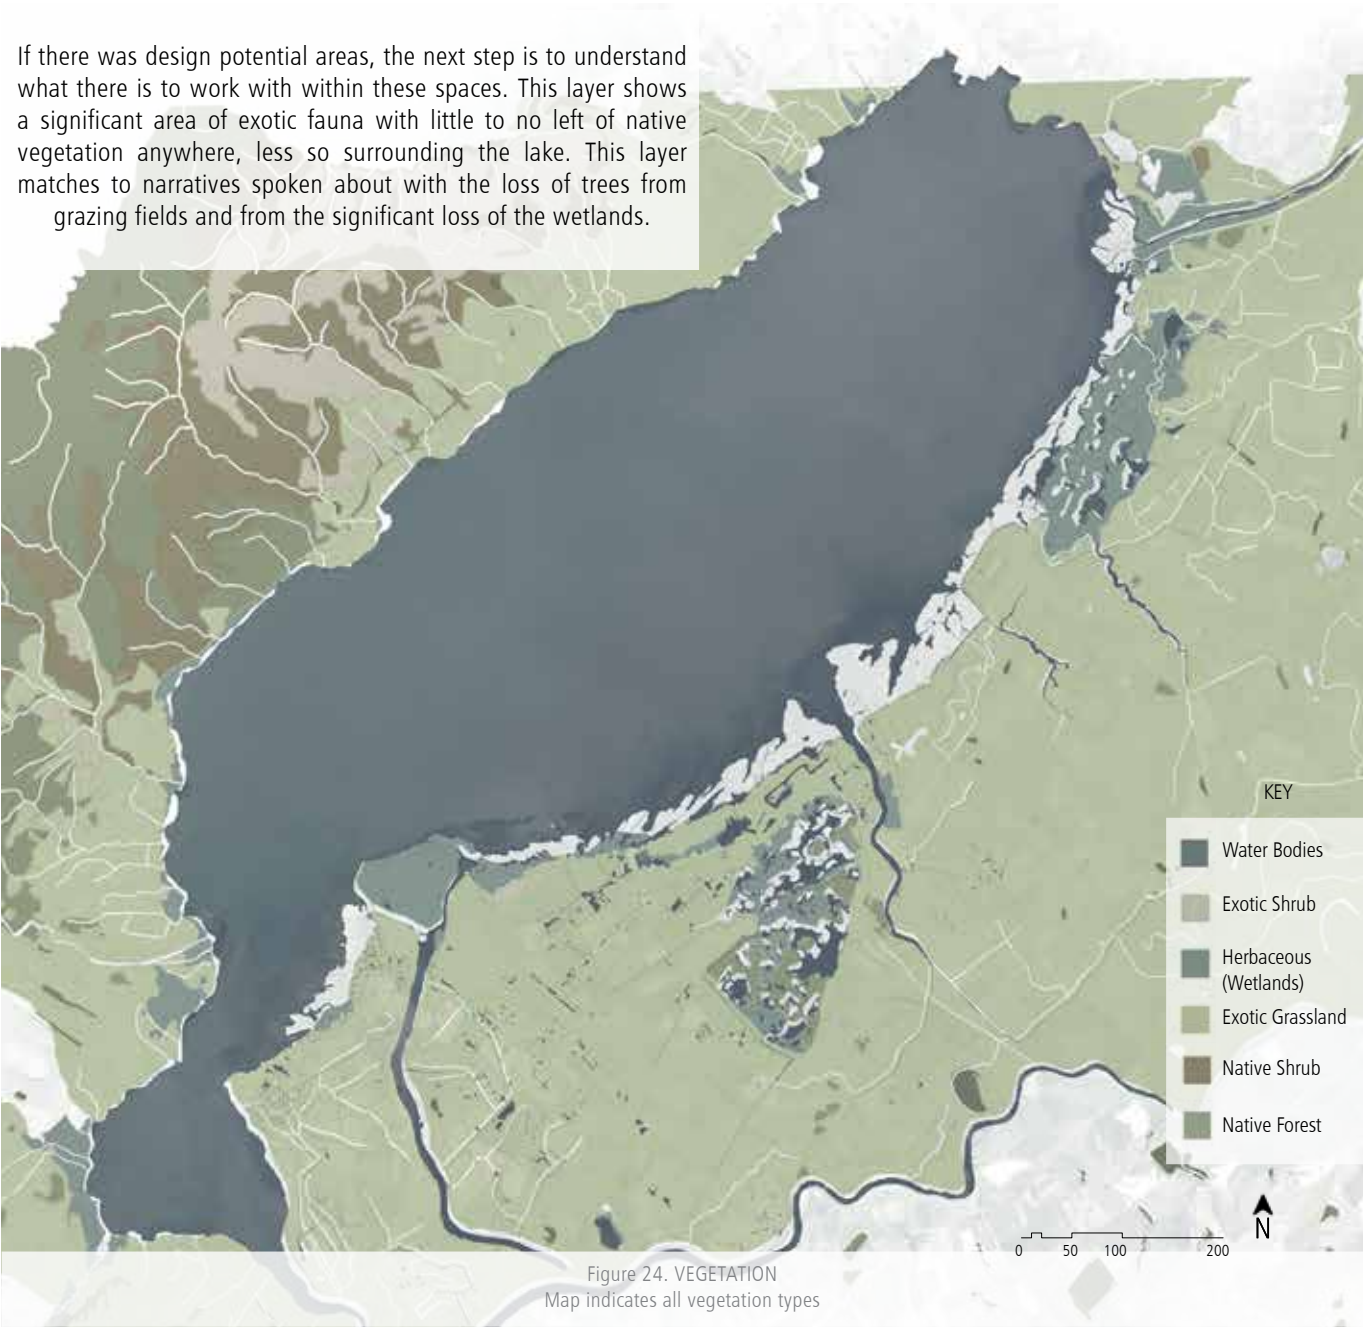 If there was design potential areas, the next step is to understand
what there is to work with within these spaces. This layer shows
a significant area of exotic fauna with little to no left of native
vegetation anywhere, less so surrounding the lake. This layer
matches to narratives spoken about with the loss of trees from
grazing fields and from the significant loss of the wetlands.
KEY
Water Bodies
Exotic Shrub
Herbaceous
(Wetlands)
Exotic Grassland
Native Shrub
Native Forest
N
0 50 100 200
Figure 24. VEGETATION
Map indicates all vegetation types